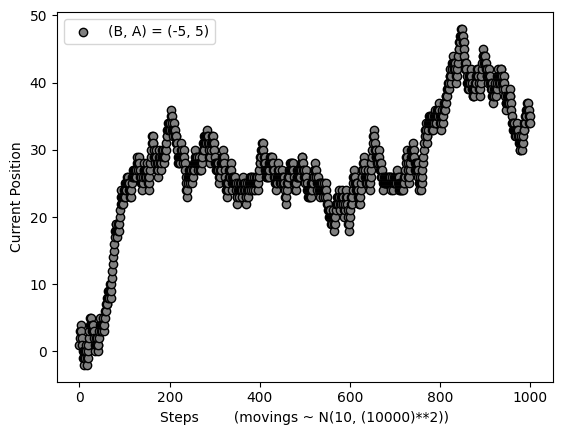 (B, A) = (-5, 5)
50
40
30
20
10
0
Current Position
0 200 400 600 800 1000
Steps (movings ~ N(10, (10000)**2))